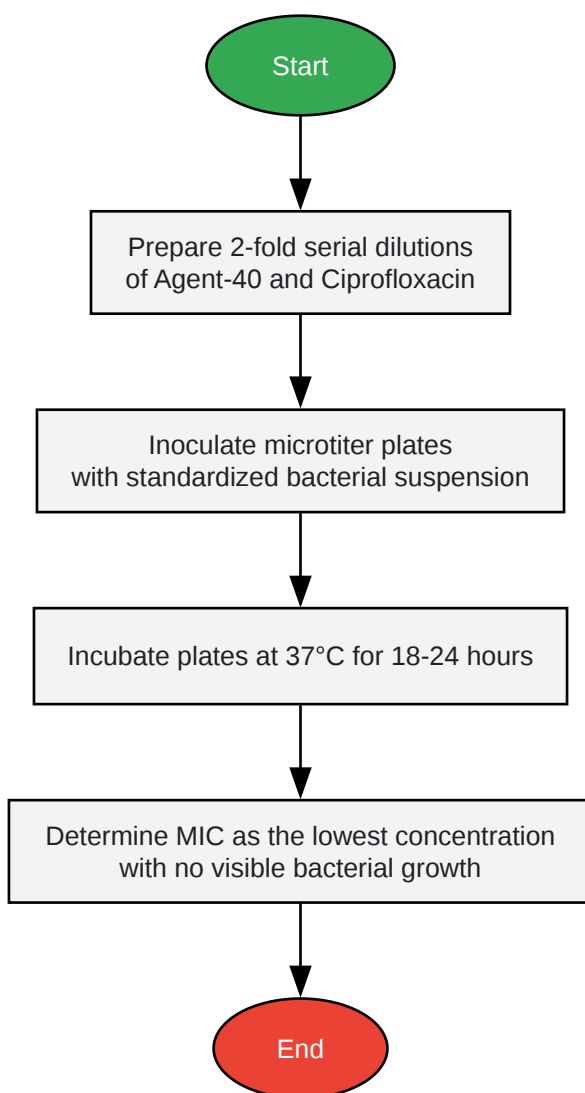 Start
Prepare 2-fold serial dilutions
of Agent-40 and Ciprofloxacin
Inoculate microtiter plates
with standardized bacterial suspension
Incubate plates at 37°C for 18-24 hours
Determine MIC as the lowest concentration
with no visible bacterial growth
End